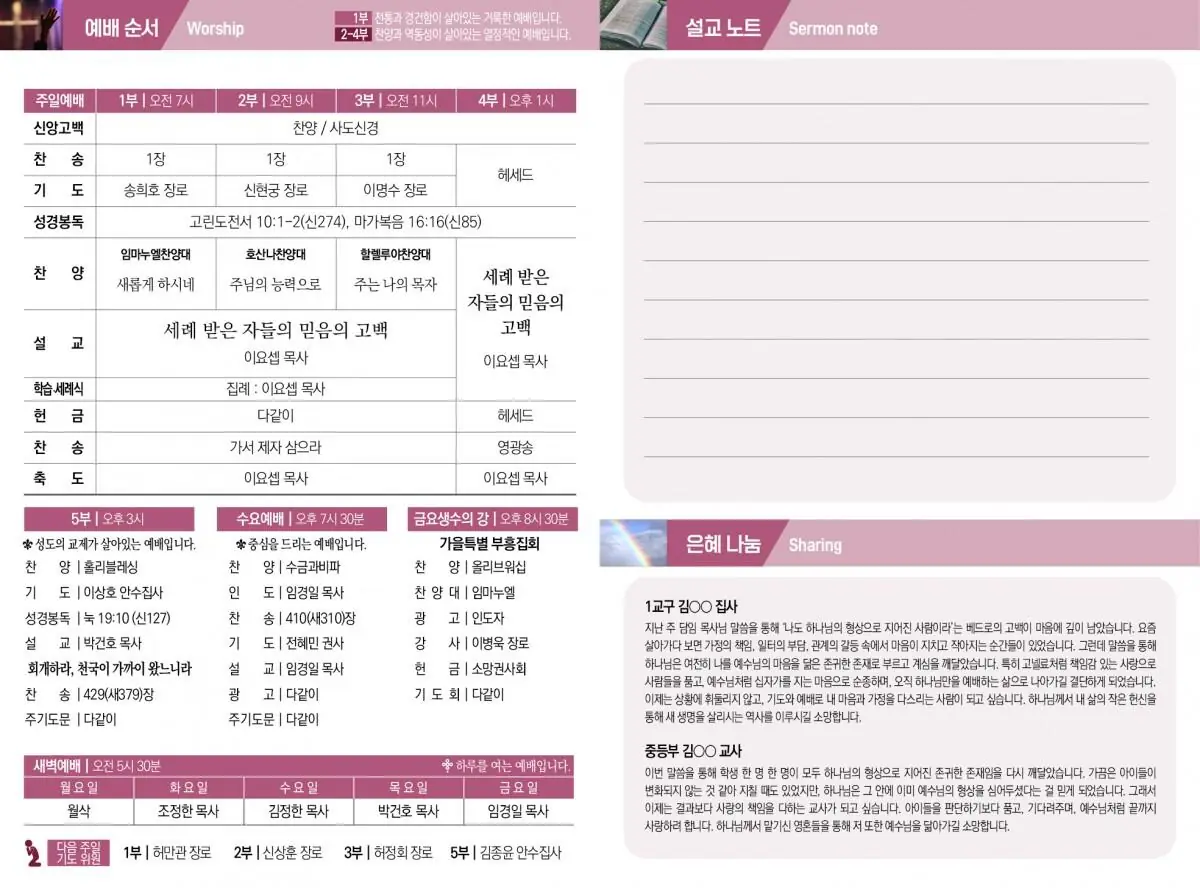 예배 순서 Worship
1부 전통과 경건함이 살아있는 거룩한 예배입니다.
2-4부 찬양과 역동성이 살아있는 열정적인 예배입니다.
주일예배 1부 | 오전 7시 2부 | 오전 9시 3부 | 오전 11시 4부 | 오후 1시
신앙고백 찬양 / 사도신경
찬 송 1장 1장 1장 헤세드
기 도 송희호 장로 신현궁 장로 이명수 장로
성경봉독 고린도전서 10:1-2(신274), 마가복음 16:16(신85)
찬 양 임마누엘찬양대 호산나찬양대 할렐루야찬양대
새롭게 하시네 주님의 능력으로 주는 나의 목자
설 교 세례 받은 자들의 믿음의 고백
이요셉 목사
세례 받은
자들의 믿음의
고백
이요셉 목사
학습·세례식 집례 : 이요셉 목사
헌 금 다같이 헤세드
찬 송 가서 제자 삼으라 영광송
축 도 이요셉 목사 이요셉 목사
5부 | 오후 3시
성도의 교제가 살아있는 예배입니다.
찬 양 | 홀리블레싱
기 도 | 이상호 안수집사
성경봉독 | 눅 19:10 (신127)
설 교 | 박건호 목사
회개하라, 천국이 가까이 왔느니라
찬 송 | 429(새379)장
주기도문 | 다같이
수요예배 | 오후 7시 30분
중심을 드리는 예배입니다.
찬 양 | 수금과비파
인 도 | 임경일 목사
찬 송 | 410(새310)장
기 도 | 전혜민 권사
설 교 | 임경일 목사
광 고 | 다같이
주기도문 | 다같이
금요생수의 강 | 오후 8시 30분
가을특별 부흥집회
찬 양 | 올리브워십
찬 양 대 | 임마누엘
광 고 | 인도자
강 사 | 이병욱 장로
헌 금 | 소망권사회
기 도 회 | 다같이
새벽예배 | 오전 5시 30분 하루를 여는 예배입니다.
월요일 화요일 수요일 목요일 금요일
월삭 조정한 목사 김정한 목사 박건호 목사 임경일 목사
다음 주일
기도 위원
1부 | 허만관 장로 2부 | 신상훈 장로 3부 | 허정회 장로 5부 | 김종윤 안수집사
설교 노트 Sermon note
은혜 나눔 Sharing
1교구 김○○ 집사
지난 주 담임 목사님 말씀을 통해 ‘나도 하나님의 형상으로 지어진 사람이라’는 베드로의 고백이 마음에 깊이 남았습니다. 요즘
살아가다 보면 가정의 책임, 일터의 부담, 관계의 갈등 속에서 마음이 지치고 작아지는 순간들이 있었습니다. 그런데 말씀을 통해
하나님은 여전히 나를 예수님의 마음을 닮은 존귀한 존재로 부르고 계심을 깨달았습니다. 특히 고넬료처럼 책임감 있는 사랑으로
사람들을 품고, 예수님처럼 십자가를 지는 마음으로 순종하며, 오직 하나님만을 예배하는 삶으로 나아가길 결단하게 되었습니다.
이제는 상황에 휘둘리지 않고, 기도와 예배로 내 마음과 가정을 다스리는 사람이 되고 싶습니다. 하나님께서 내 삶의 작은 헌신을
통해 새 생명을 살리시는 역사를 이루시길 소망합니다.
중등부 김○○ 교사
이번 말씀을 통해 학생 한 명 한 명이 모두 하나님의 형상으로 지어진 존귀한 존재임을 다시 깨달았습니다. 가끔은 아이들이
변화되지 않는 것 같아 지칠 때도 있었지만, 하나님은 그 안에 이미 예수님의 형상을 심어두셨다는 걸 믿게 되었습니다. 그래서
이제는 결과보다 사랑의 책임을 다하는 교사가 되고 싶습니다. 아이들을 판단하기보다 품고, 기다려주며, 예수님처럼 끝까지
사랑하려 합니다. 하나님께서 맡기신 영혼들을 통해 저 또한 예수님을 닮아가길 소망합니다.